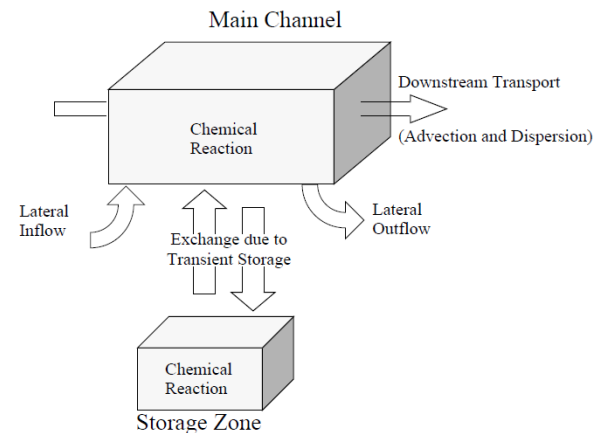 Main Channel
Downstream Transport
(Advection and Dispersion)
Chemical
Reaction
Lateral
Inflow
Exchange due to
Transient Storage
Lateral
Outflow
Chemical
Reaction
Storage Zone